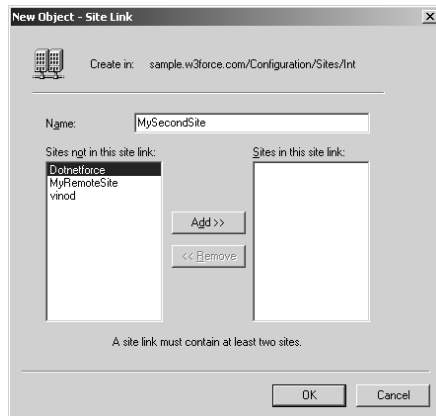 New Object - Site Link
Create in: sample.w3force.com/Configuration/Sites/Int
Name: MySecondSite
Sites not in this site link: Sites in this site link:
Dotnetforce
MyRemoteSite
vinod
Add >>
<< Remove
A site link must contain at least two sites.
OK Cancel